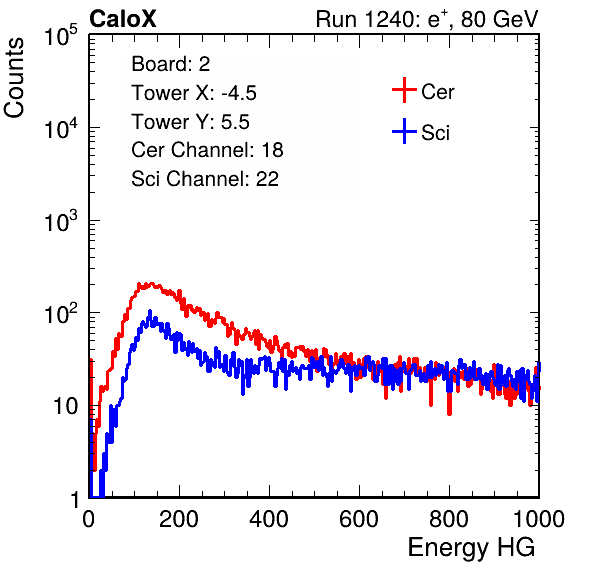 CaloX Run 1240: e⁺, 80 GeV
Counts
10⁵
10⁴
10³
10²
10
1
Board: 2
Tower X: -4.5
Tower Y: 5.5
Cer Channel: 18
Sci Channel: 22
Cer
Sci
0 200 400 600 800 1000
Energy HG